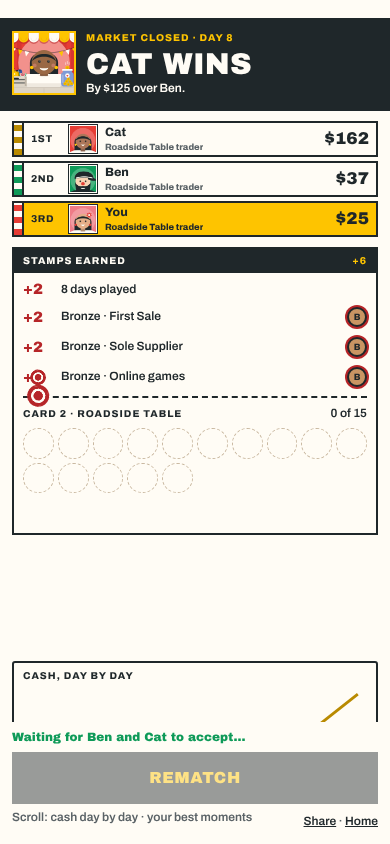 MARKET CLOSED · DAY 8
CAT WINS
By $125 over Ben.
1ST Cat $162
Roadside Table trader
2ND Ben $37
Roadside Table trader
3RD You $25
Roadside Table trader
STAMPS EARNED +6
+2 8 days played
+2 Bronze · First Sale B
+2 Bronze · Sole Supplier B
Bronze · Online games B
CARD 2 · ROADSIDE TABLE 0 of 15
CASH, DAY BY DAY
Waiting for Ben and Cat to accept...
REMATCH
Scroll: cash day by day · your best moments
Share · Home